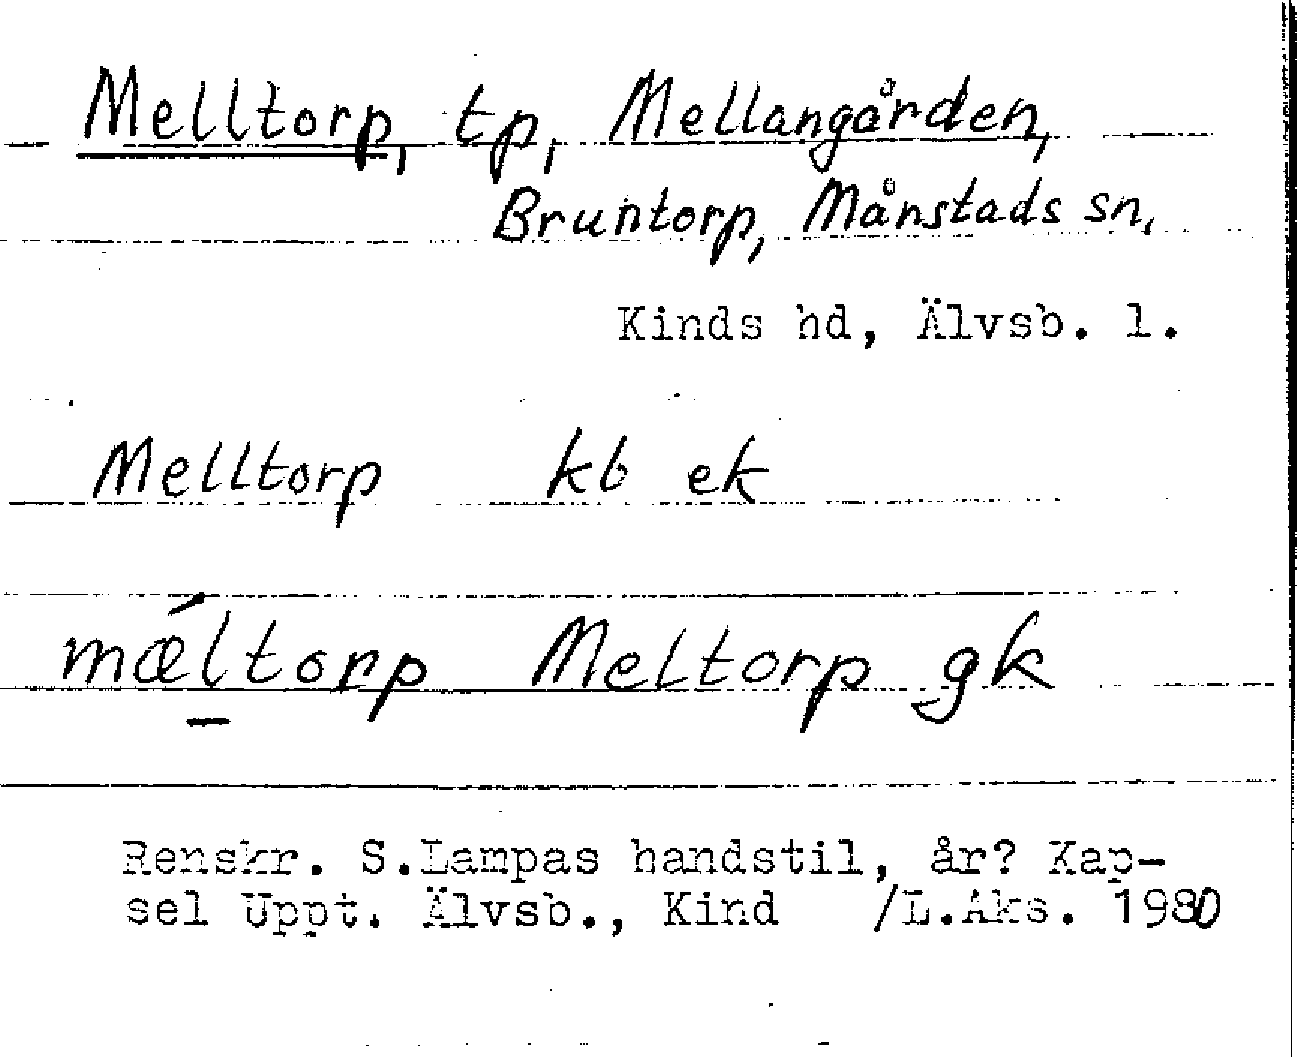 Melltorp, tp, Mellangården,
Bruntorp, Månstads sn,
Kinds hd, Älvsb. l.
Melltorp kb ek
mǽltorp Meltorp gk
Renskr. S.Lampas handstil, år? Kap-
sel Uppt. Älvsb., Kind /L.Aks. 1980